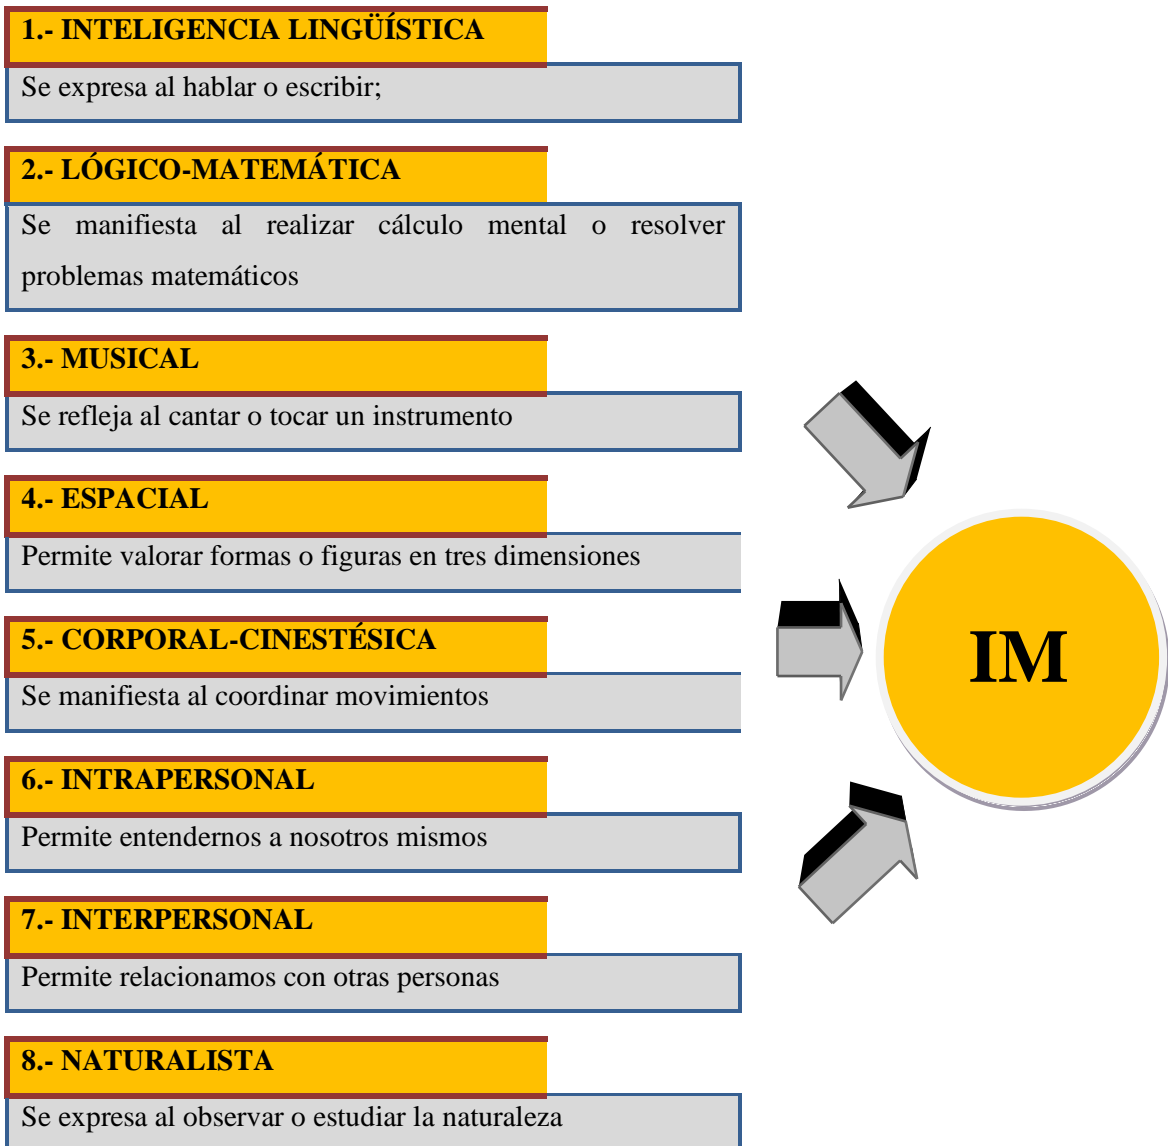 1.- INTELIGENCIA LINGÜÍSTICA
Se expresa al hablar o escribir;
2.- LÓGICO-MATEMÁTICA
Se manifiesta al realizar cálculo mental o resolver
problemas matemáticos
3.- MUSICAL
Se refleja al cantar o tocar un instrumento
4.- ESPACIAL
Permite valorar formas o figuras en tres dimensiones
5.- CORPORAL-CINESTÉSICA
Se manifiesta al coordinar movimientos
6.- INTRAPERSONAL
Permite entendernos a nosotros mismos
7.- INTERPERSONAL
Permite relacionamos con otras personas
8.- NATURALISTA
Se expresa al observar o estudiar la naturaleza
IM